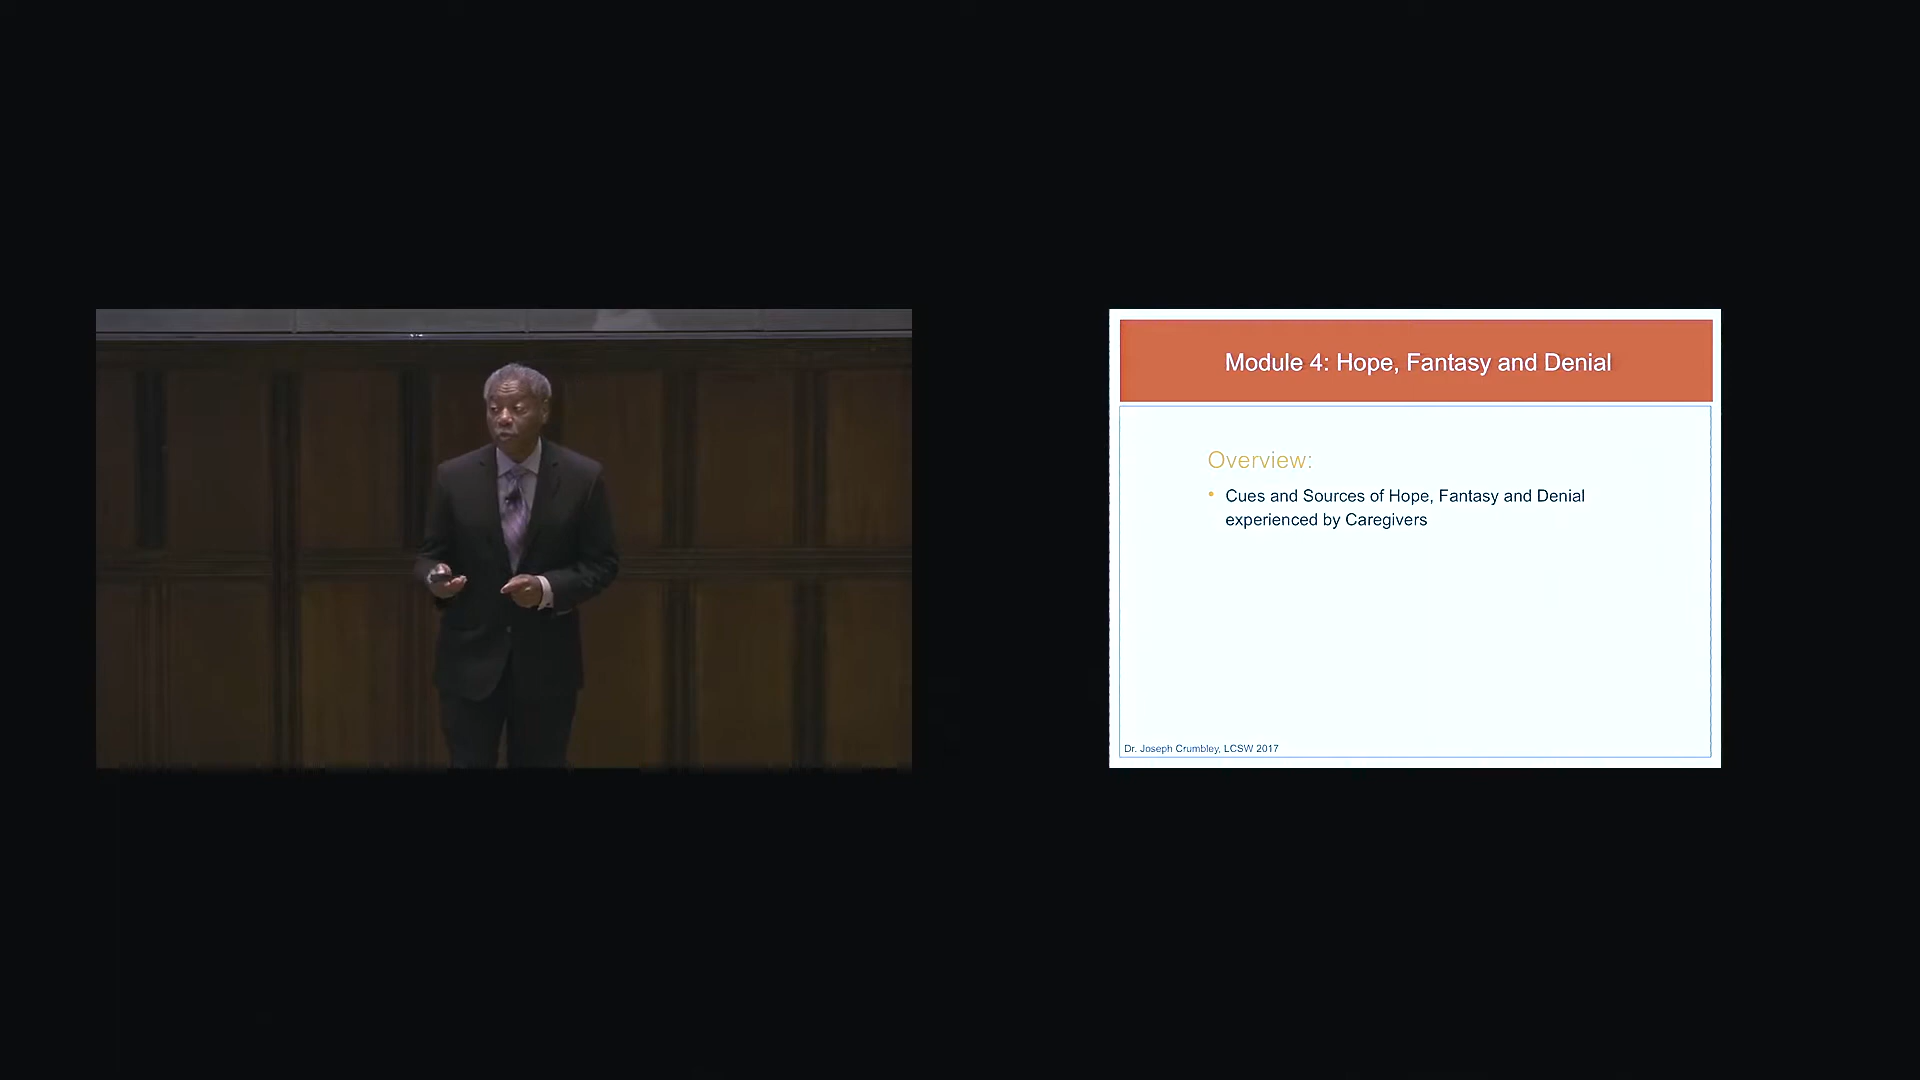 Module 4: Hope, Fantasy and Denial
Overview:
• Cues and Sources of Hope, Fantasy and Denial
experienced by Caregivers
Dr. Joseph Crumbley, LCSW 2017